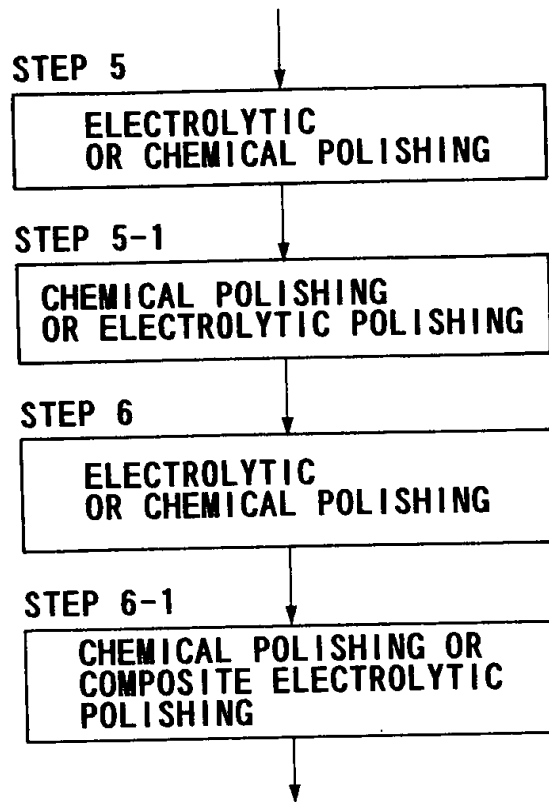 STEP 5
ELECTROLYTIC
OR CHEMICAL POLISHING
STEP 5-1
CHEMICAL POLISHING
OR ELECTROLYTIC POLISHING
STEP 6
ELECTROLYTIC
OR CHEMICAL POLISHING
STEP 6-1
CHEMICAL POLISHING OR
COMPOSITE ELECTROLYTIC
POLISHING